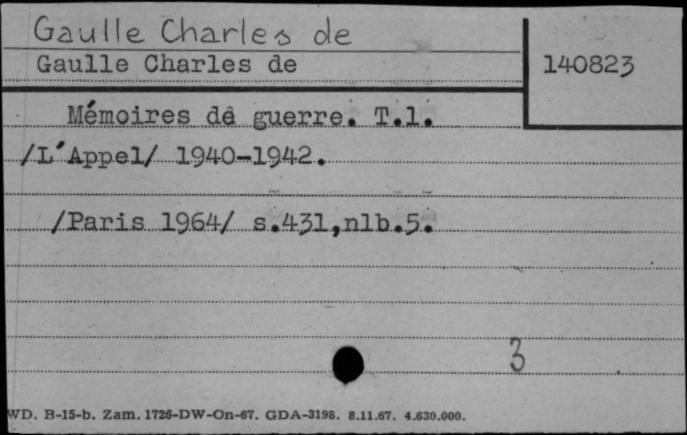 Gaulle Charles de
Gaulle Charles de
140823
Mémoires de guerre. T.1.
/L'Appel/ 1940-1942.
/Paris 1964/ s.431,nlb.5.
3
WD. B-15-b. Zam. 1726-DW-On-67. GDA-3198. 8.11.67. 4.630.000.